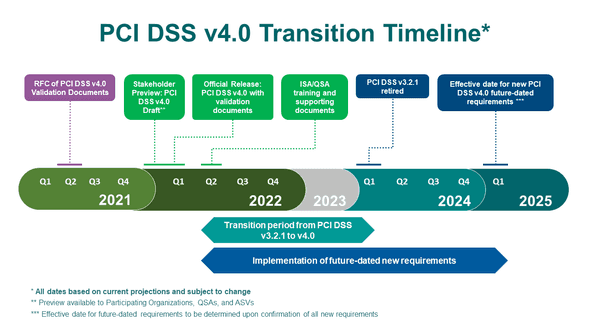 PCI DSS v4.0 Transition Timeline*
RFC of PCI DSS v4.0
Validation Documents
Stakeholder
Preview: PCI
DSS v4.0
Draft**
Official Release:
PCI DSS v4.0 with
validation
documents
ISA/QSA
training and
supporting
documents
PCI DSS v3.2.1
retired
Effective date for new PCI
DSS v4.0 future-dated
requirements ***
Q1 Q2 Q3 Q4
2021
Q1 Q2 Q3 Q4
2022
2023
Q1 Q2 Q3 Q4
2024
Q1
2025
Transition period from PCI DSS
v3.2.1 to v4.0
Implementation of future-dated new requirements
* All dates based on current projections and subject to change
** Preview available to Participating Organizations, QSAs, and ASVs
*** Effective date for future-dated requirements to be determined upon confirmation of all new requirements